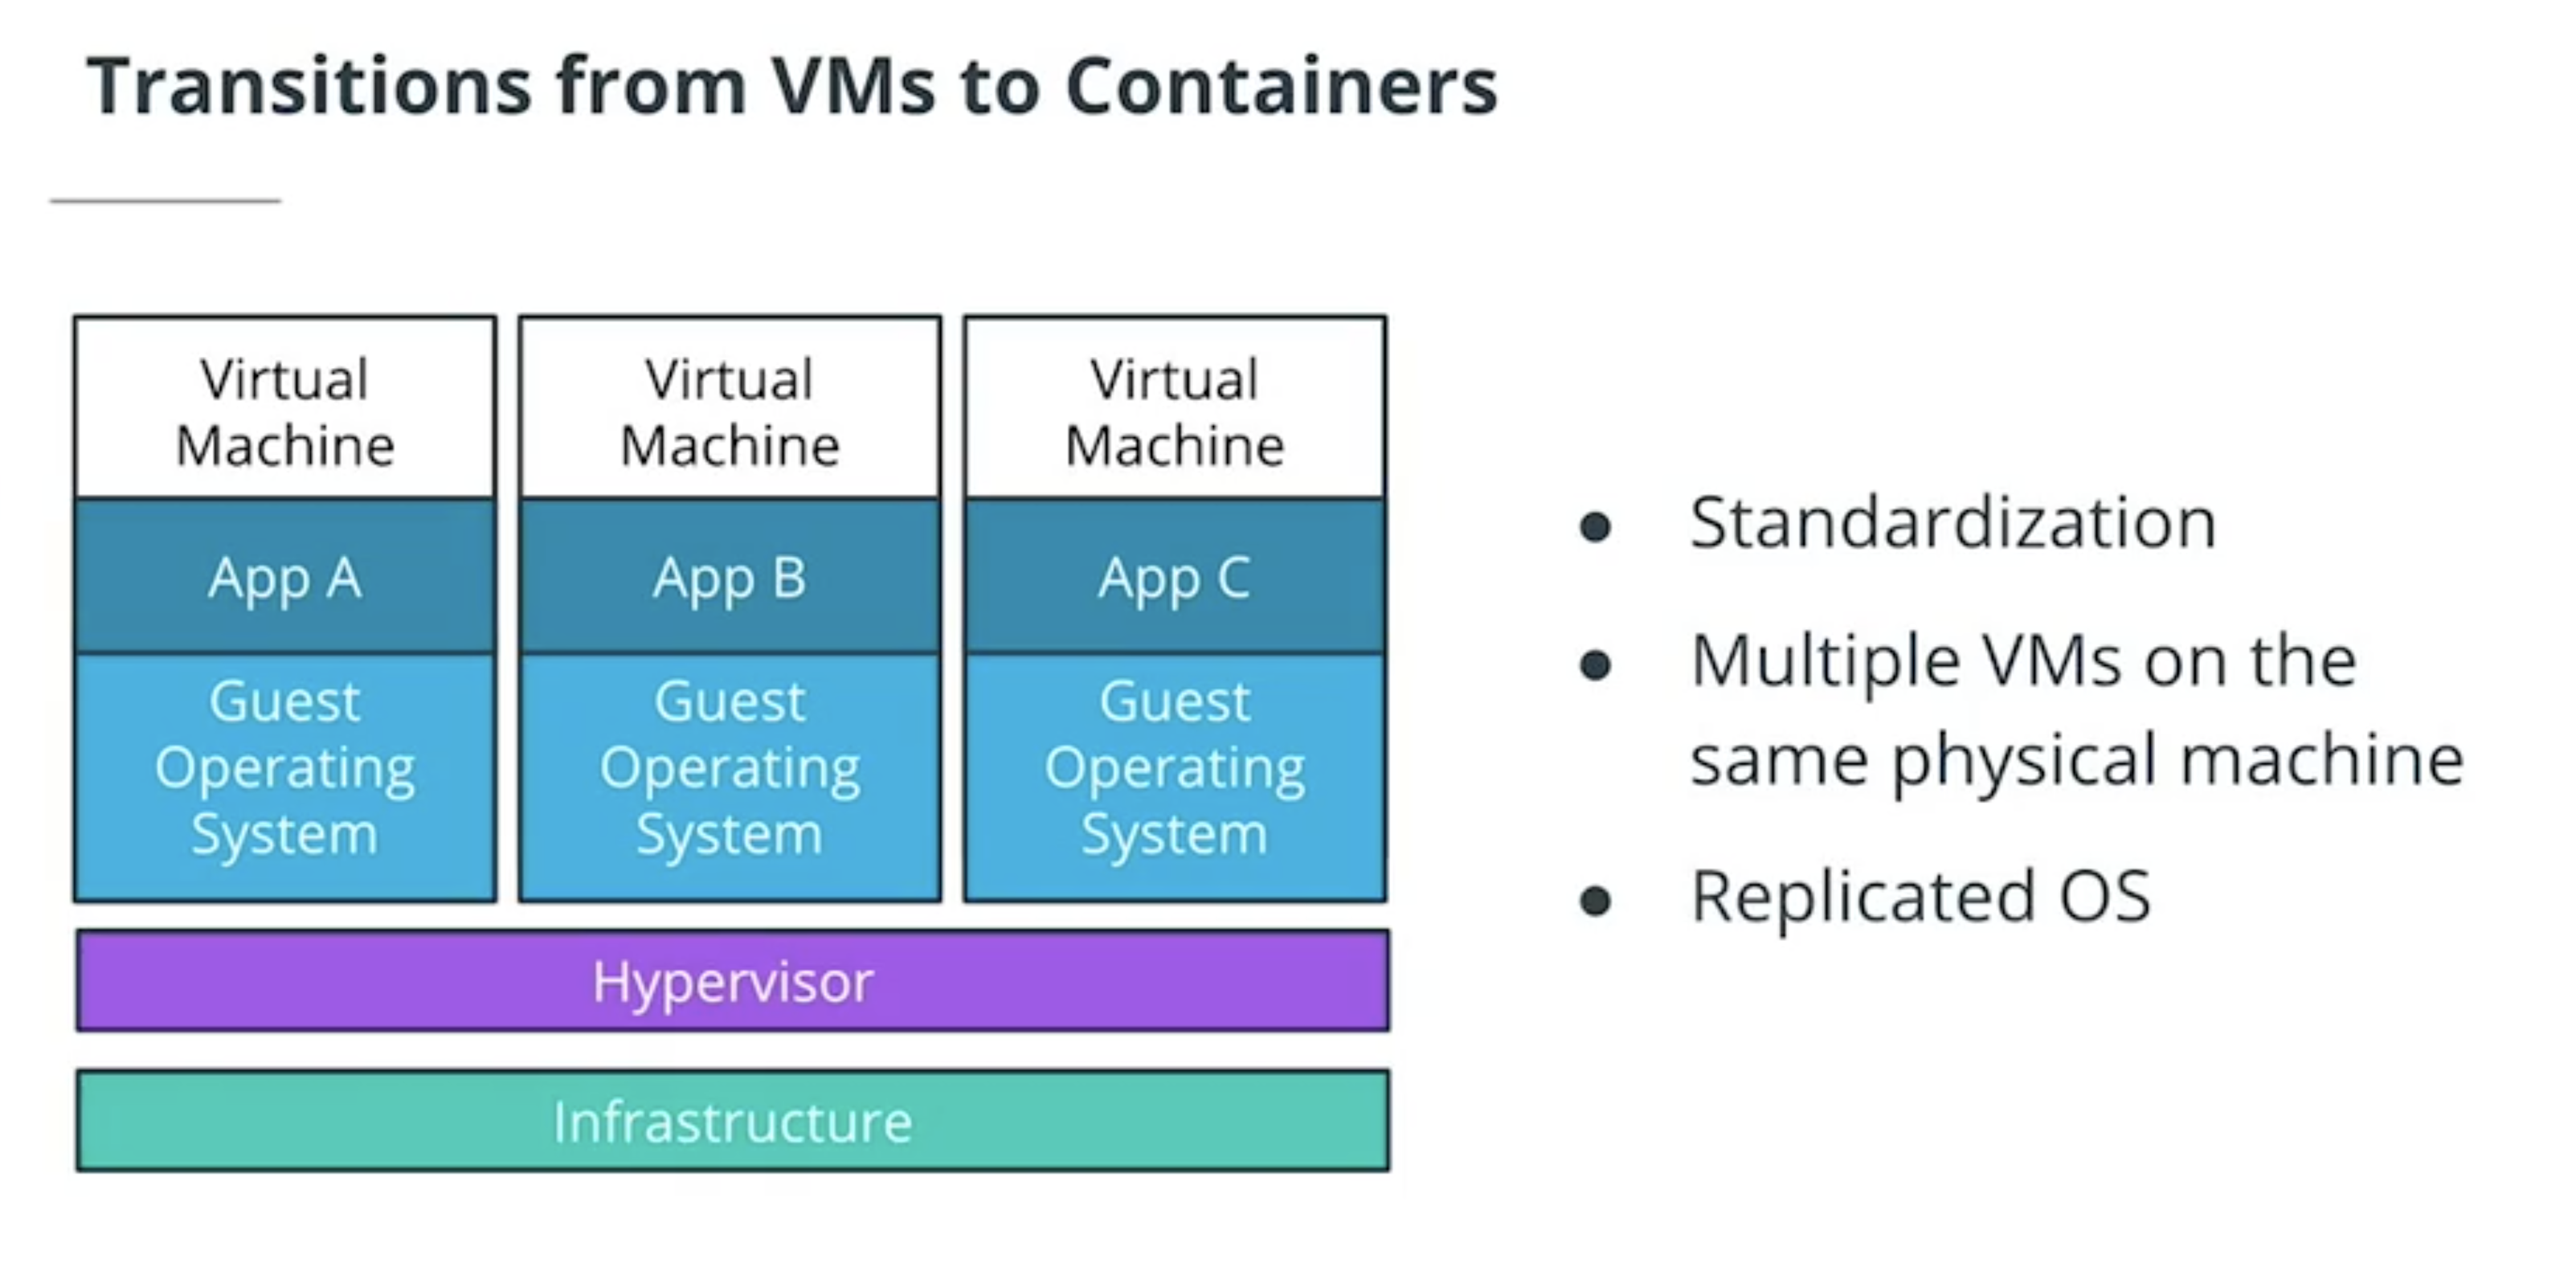 Transitions from VMs to Containers
Virtual
Machine
App A
Guest
Operating
System
Virtual
Machine
App B
Guest
Operating
System
Virtual
Machine
App C
Guest
Operating
System
Hypervisor
Infrastructure
• Standardization
• Multiple VMs on the
same physical machine
• Replicated OS